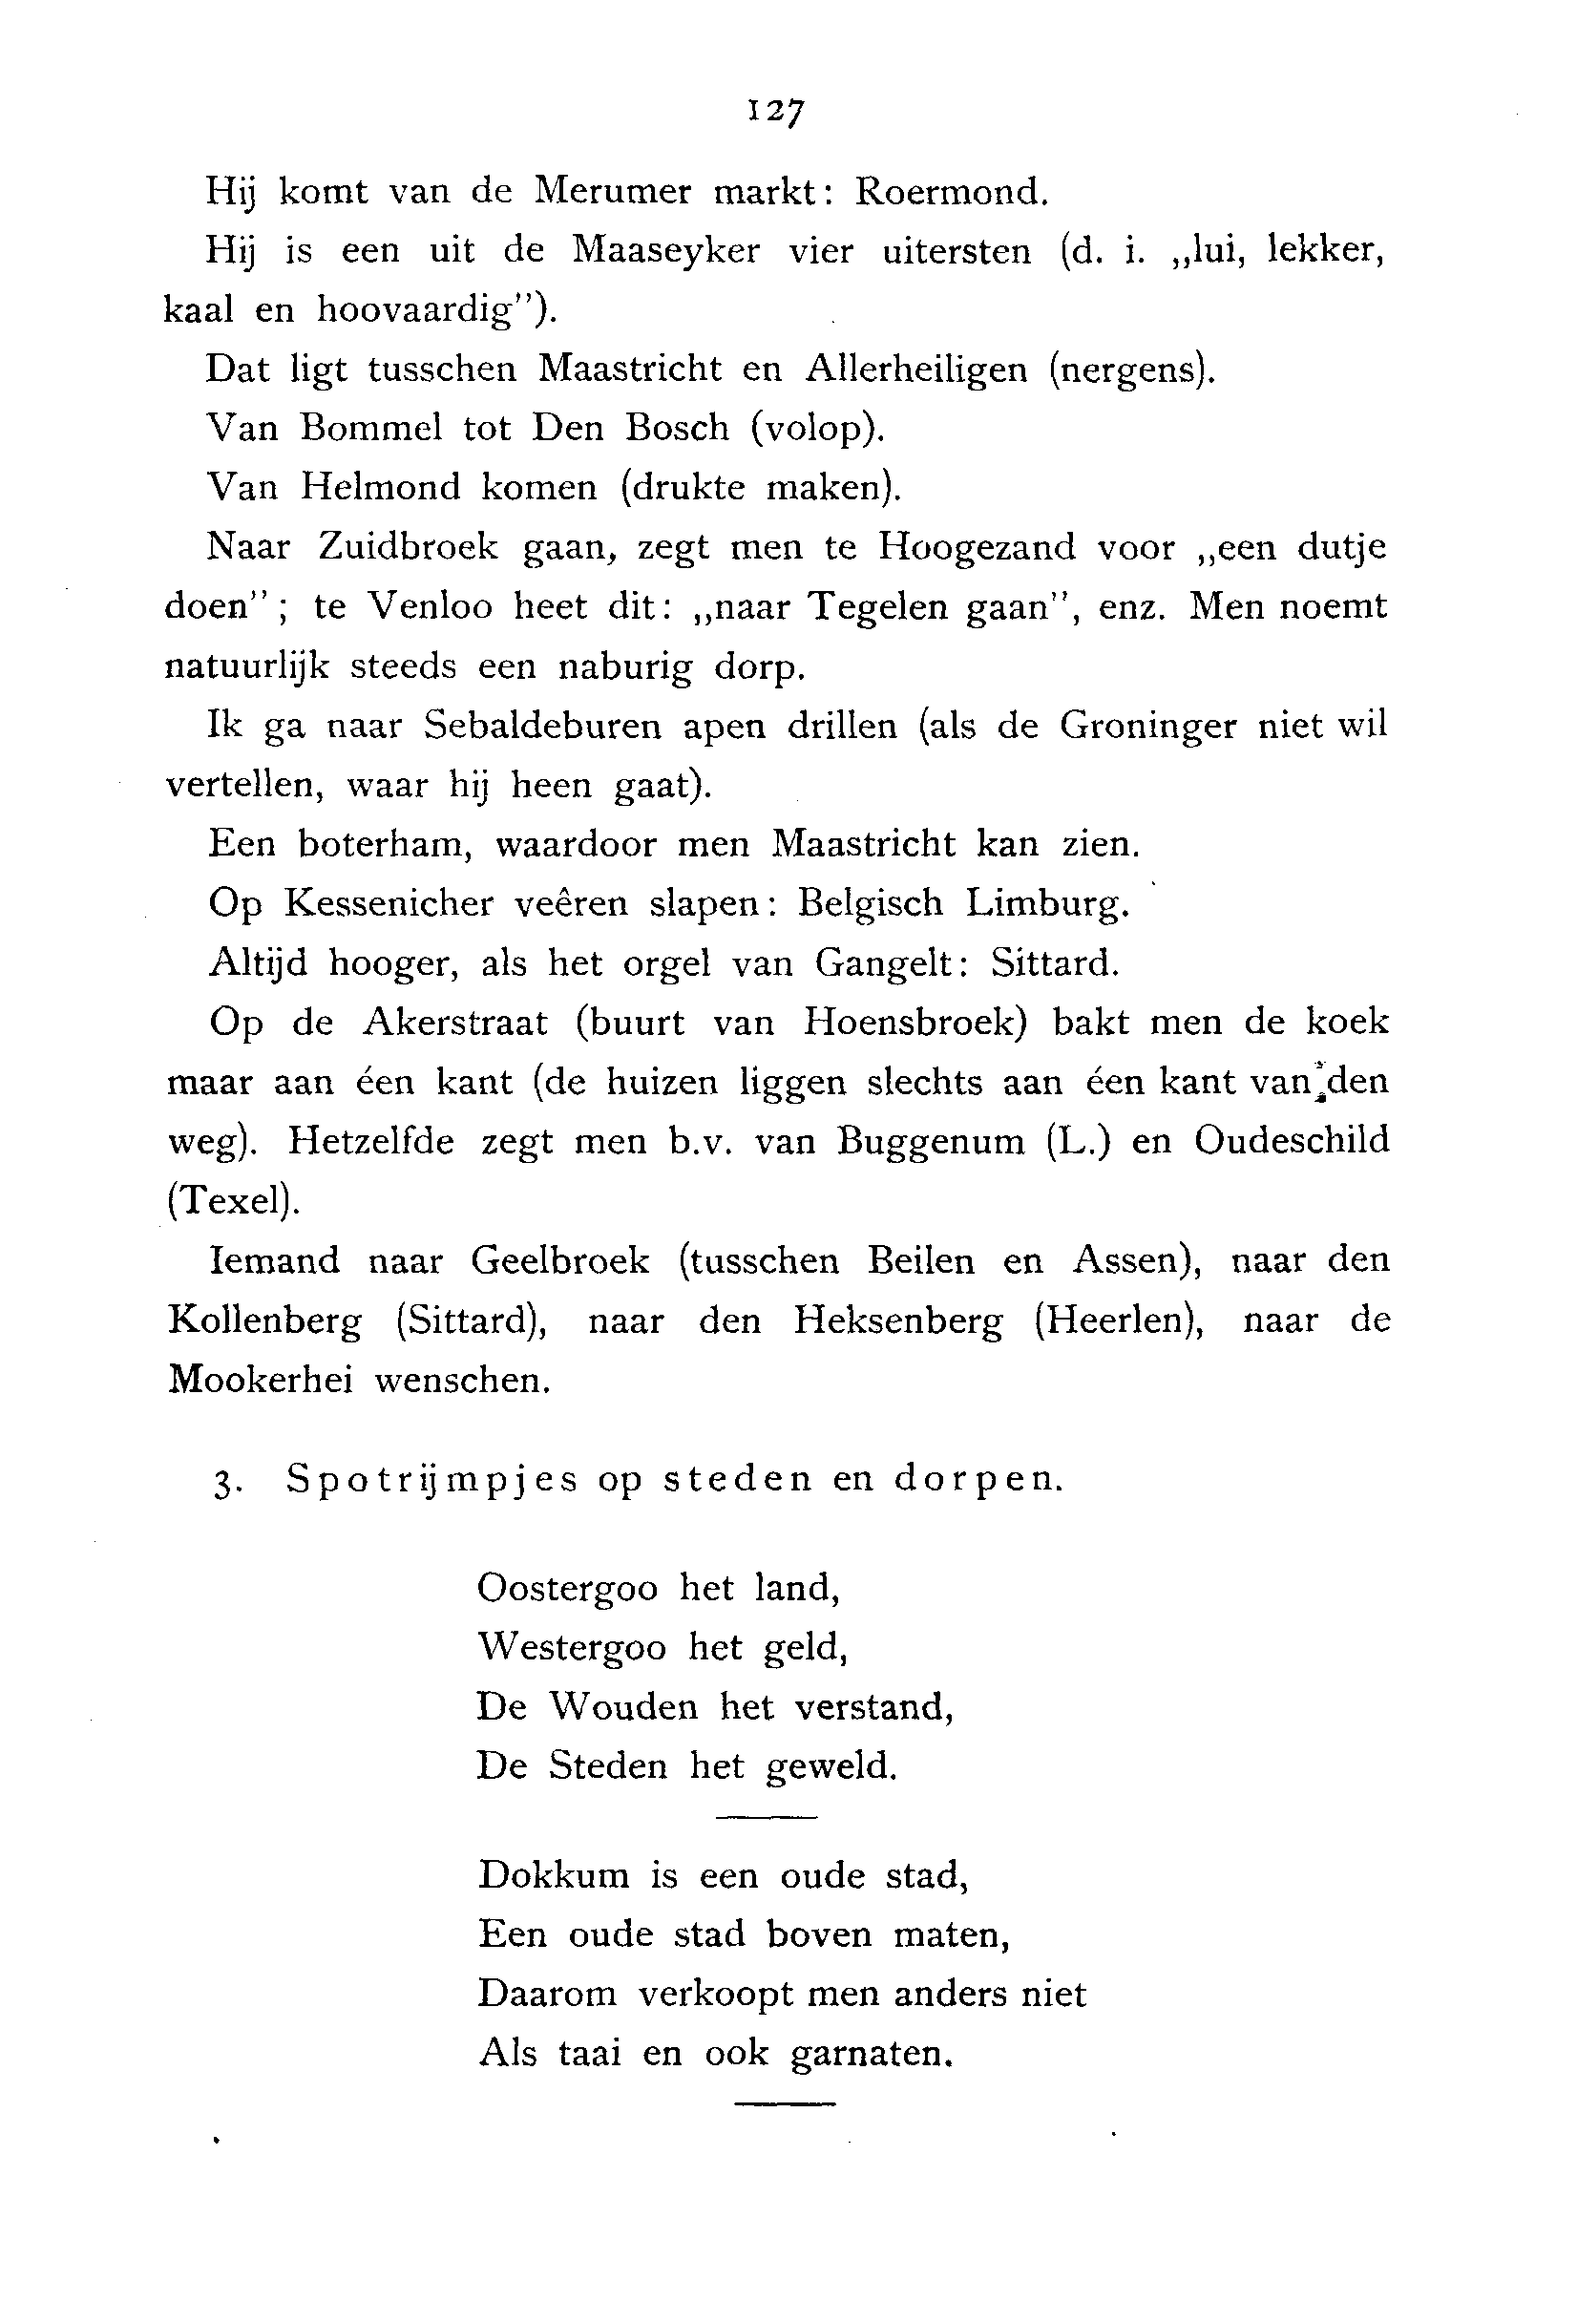 127
Hij komt van de Merumer markt: Roermond.
Hij is een uit de Maaseyker vier uitersten (d. i. „lui, lekker,
kaal en hoovaardig”).
Dat ligt tusschen Maastricht en Allerheiligen (nergens).
Van Bommel tot Den Bosch (volop).
Van Helmond komen (drukte maken).
Naar Zuidbroek gaan, zegt men te Hoogezand voor „een dutje
doen”; te Venloo heet dit: „naar Tegelen gaan”, enz. Men noemt
natuurlijk steeds een naburig dorp.
Ik ga naar Sebaldeburen apen drillen (als de Groninger niet wil
vertellen, waar hij heen gaat).
Een boterham, waardoor men Maastricht kan zien.
Op Kessenicher veêren slapen: Belgisch Limburg.
Altijd hooger, als het orgel van Gangelt: Sittard.
Op de Akerstraat (buurt van Hoensbroek) bakt men de koek
maar aan éen kant (de huizen liggen slechts aan éen kant van den
weg). Hetzelfde zegt men b.v. van Buggenum (L.) en Oudeschild
(Texel).
Iemand naar Geelbroek (tusschen Beilen en Assen), naar den
Kollenberg (Sittard), naar den Heksenberg (Heerlen), naar de
Mookerhei wenschen.
3. Spotrijmpjes op steden en dorpen.
Oostergoo het land,
Westergoo het geld,
De Wouden het verstand,
De Steden het geweld.
Dokkum is een oude stad,
Een oude stad boven maten,
Daarom verkoopt men anders niet
Als taai en ook garnaten.